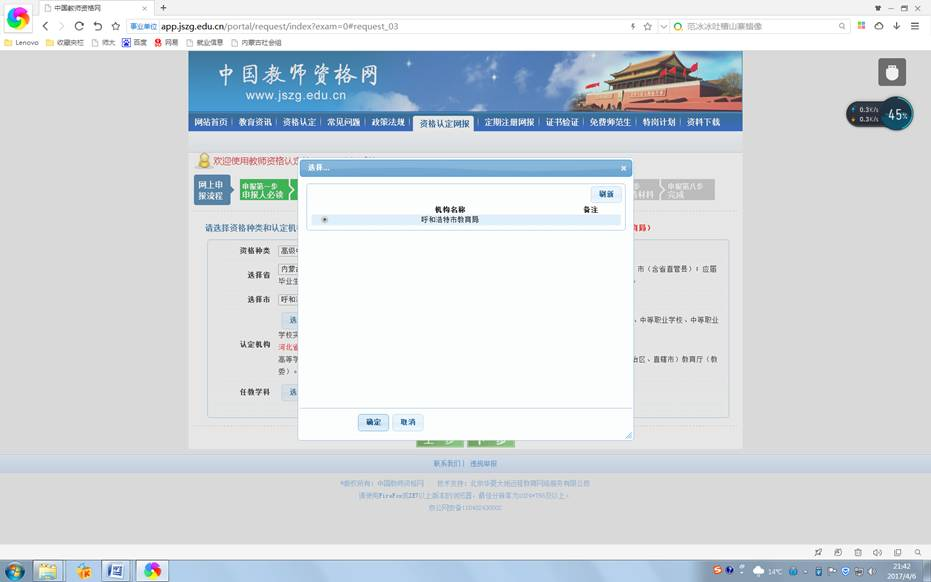 中国教师资格网
app.jszg.edu.cn/portal/request/index?exam=0#request_03
事业单位
范冰冰吐槽山寨蜡像
Lenovo
收藏夹栏
师大
百度
网易
就业信息
内蒙古社会组
中国教师资格网
www.jszg.edu.cn
0.3K/s
0.3K/s
45%
网站首页 教育资讯 资格认定 常见问题 政策法规 资格认定网报 定期注册网报 证书验证 免费师范生 特岗计划 资料下载
欢迎使用教师资格认定
网上申报流程
申报第一步
申报人必读
材料
申报第八步
完成
选择...
刷新
机构名称 备注
呼和浩特市教育局
确定 取消
请选择资格种类和认定机
育局）
资格种类 高级中
选择省 内蒙古
市（含省直管县）；应届
毕业生
选择市 呼和浩
选
、中等职业学校、中等职业
学校实
认定机构
河北省
高等学
治区、直辖市）教育厅（教
委）。
任教学科 选
联系我们 | 违规举报
©版权所有：中国教师资格网 技术支持：北京华夏大地远程教育网络服务有限公司
请使用FireFox或IE7以上版本的浏览器，最佳分辨率为1024*768及以上。
14℃
21:42
2017/4/6